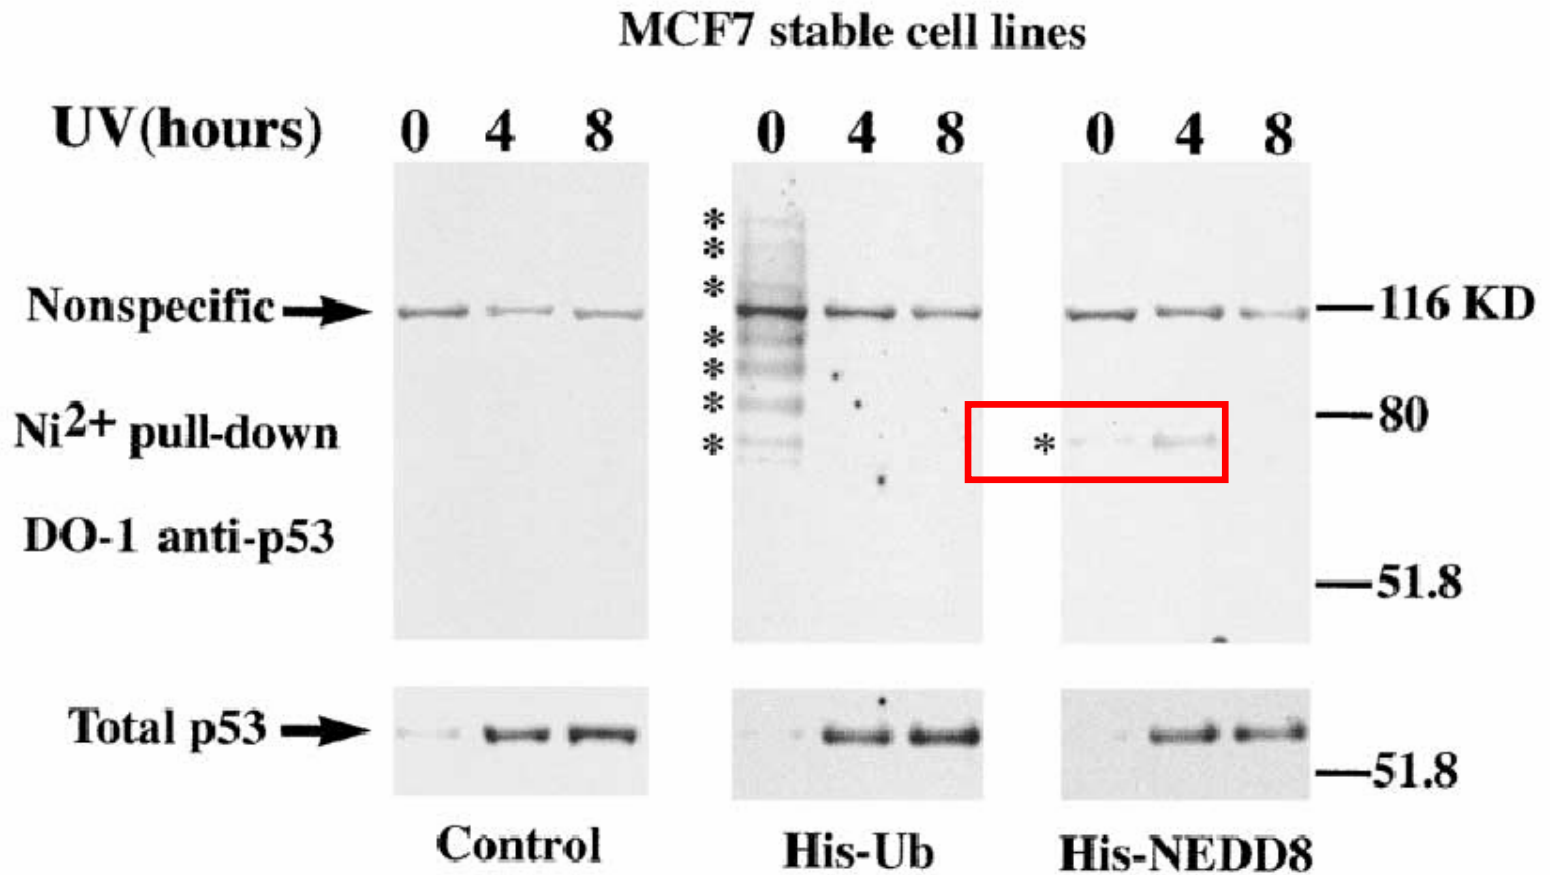 MCF7 stable cell lines
UV(hours) 0 4 8 0 4 8 0 4 8
*
*
*
Nonspecific 116 KD
*
*
*
80
Ni2+ pull-down * *
DO-1 anti-p53
51.8
Total p53
51.8
Control His-Ub His-NEDD8